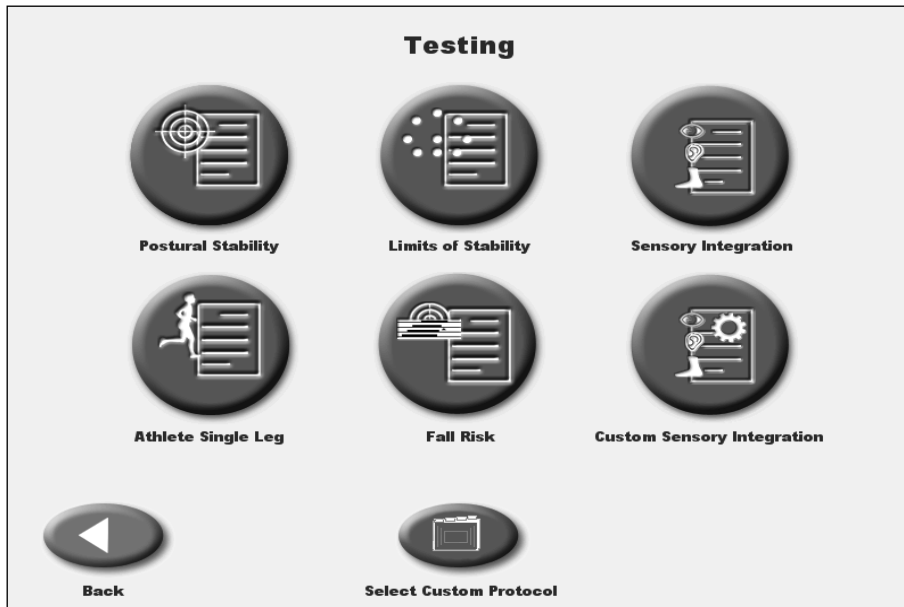 Testing
Postural Stability
Limits of Stability
Sensory Integration
Athlete Single Leg
Fall Risk
Custom Sensory Integration
Back
Select Custom Protocol